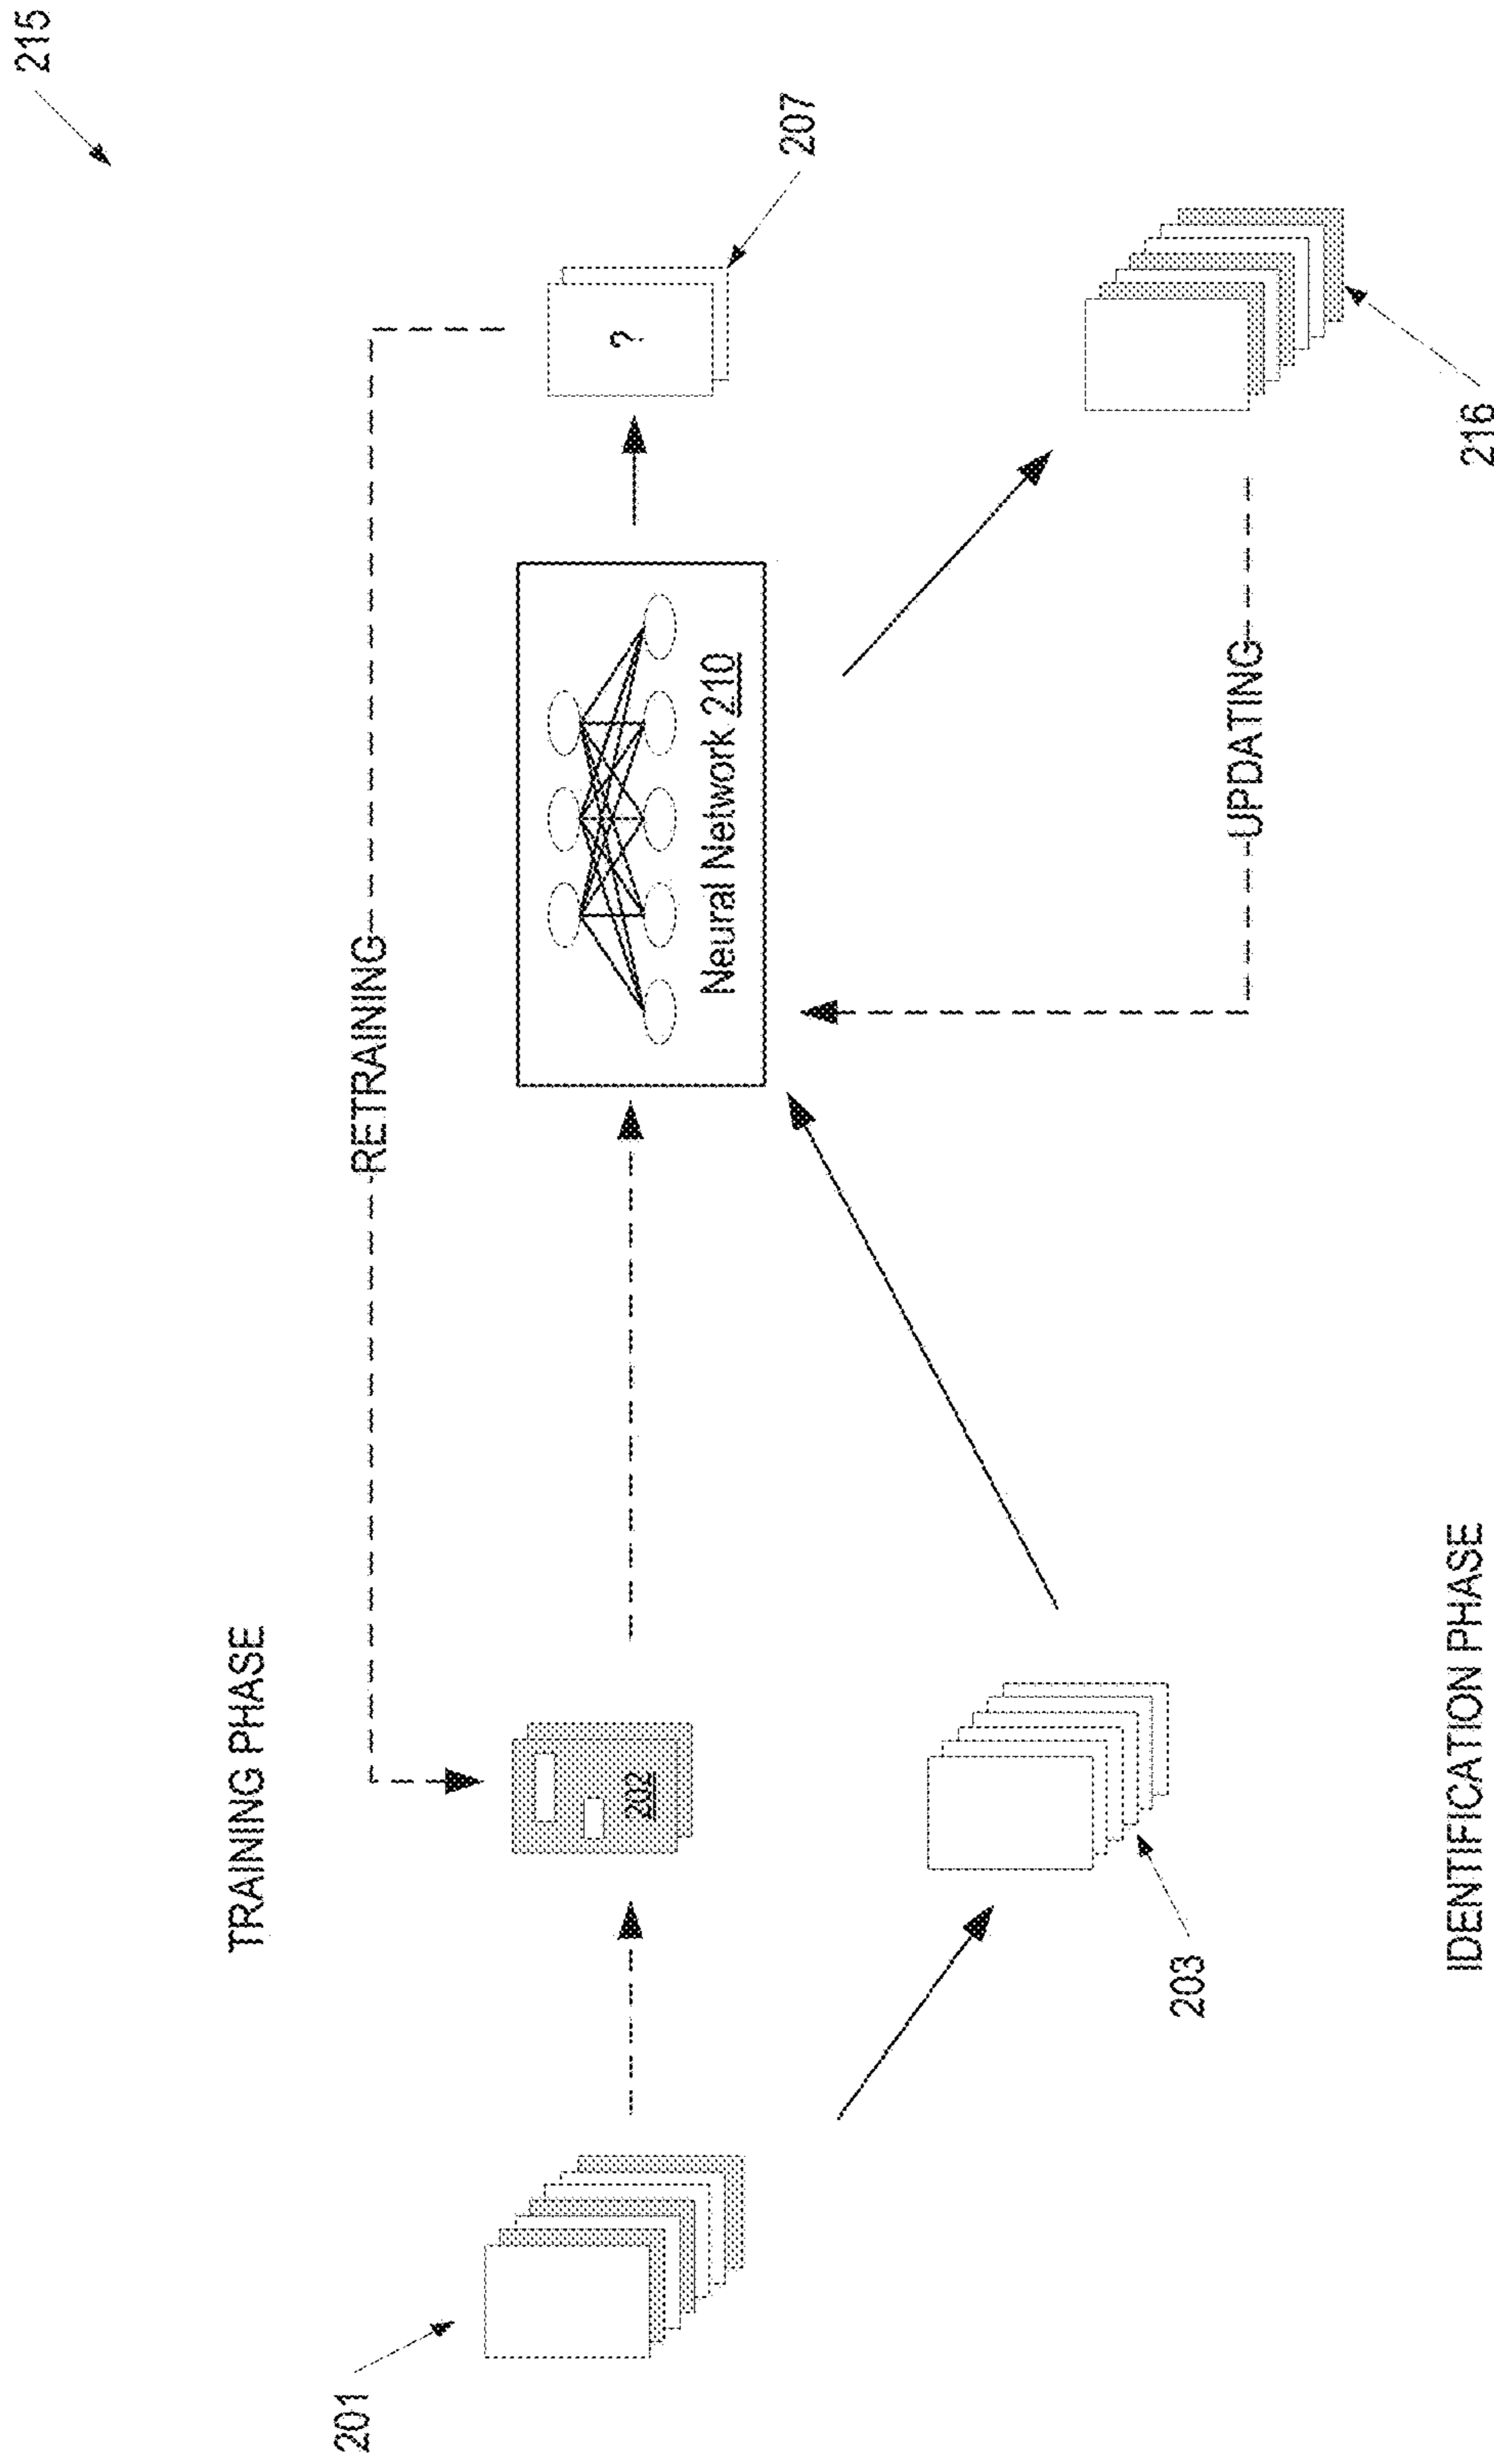 215
TRAINING PHASE
RETRAINING
201
202
Neural Network 210
?
207
203
UPDATING
216
IDENTIFICATION PHASE